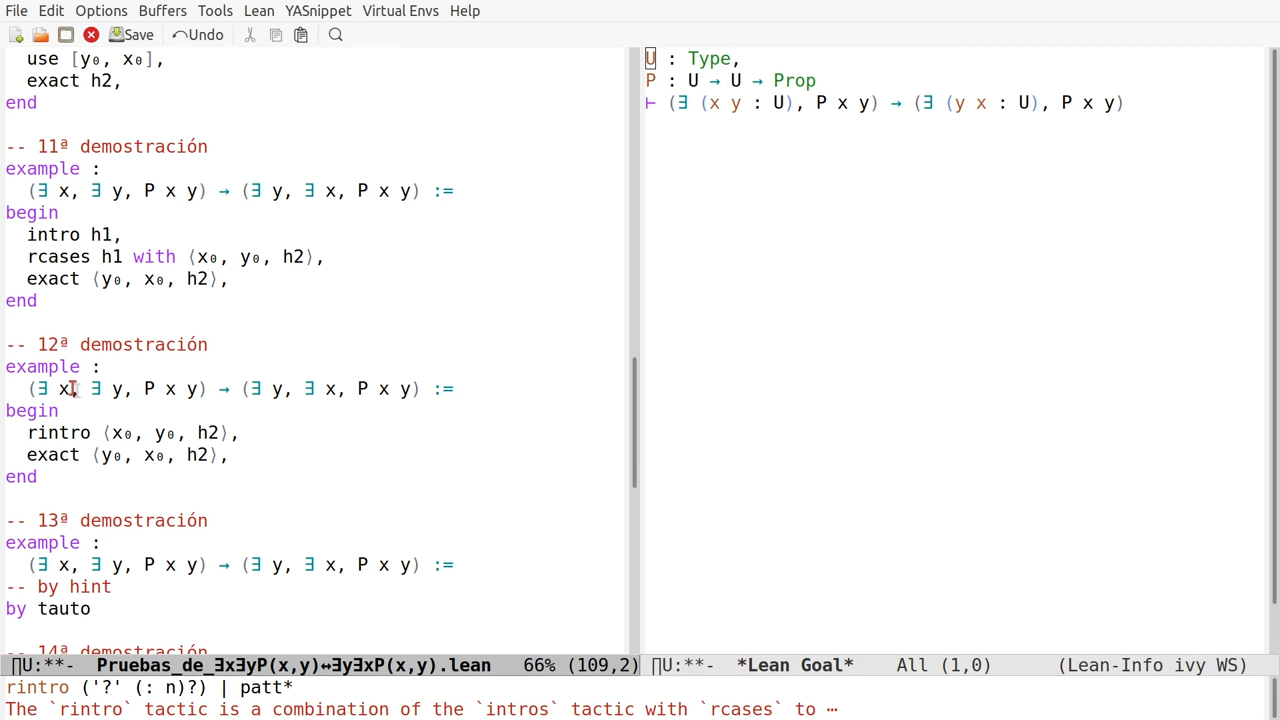 File Edit Options Buffers Tools Lean YASnippet Virtual Envs Help
Save Undo
use [y₀, x₀],
exact h2,
end
-- 11ª demostración
example :
(∃ x, ∃ y, P x y) → (∃ y, ∃ x, P x y) :=
begin
intro h1,
rcases h1 with ⟨x₀, y₀, h2⟩,
exact ⟨y₀, x₀, h2⟩,
end
-- 12ª demostración
example :
(∃ x, ∃ y, P x y) → (∃ y, ∃ x, P x y) :=
begin
rintro ⟨x₀, y₀, h2⟩,
exact ⟨y₀, x₀, h2⟩,
end
-- 13ª demostración
example :
(∃ x, ∃ y, P x y) → (∃ y, ∃ x, P x y) :=
-- by hint
by tauto
-- 14ª demostración
U : Type,
P : U → U → Prop
⊢ (∃ (x y : U), P x y) → (∃ (y x : U), P x y)
∏U:**- Pruebas_de_∃x∃yP(x,y)↔∃y∃xP(x,y).lean 66% (109,2)
∏U:**- *Lean Goal* All (1,0) (Lean-Info ivy WS)
rintro ('?' (: n)?) | patt*
The `rintro` tactic is a combination of the `intros` tactic with `rcases` to ⋯